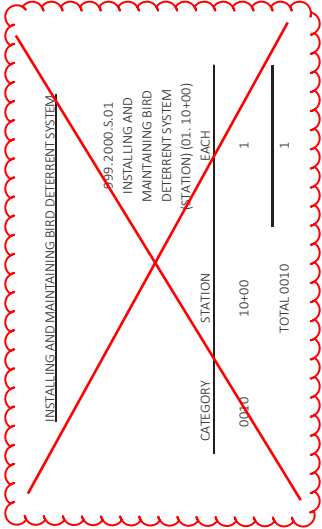 INSTALLING AND MAINTAINING BIRD DETERRENT SYSTEM
999.2000.S.01
INSTALLING AND
MAINTAINING BIRD
DETERRENT SYSTEM
(STATION) (01. 10+00)
CATEGORY STATION EACH
0010 10+00 1
TOTAL 0010 1